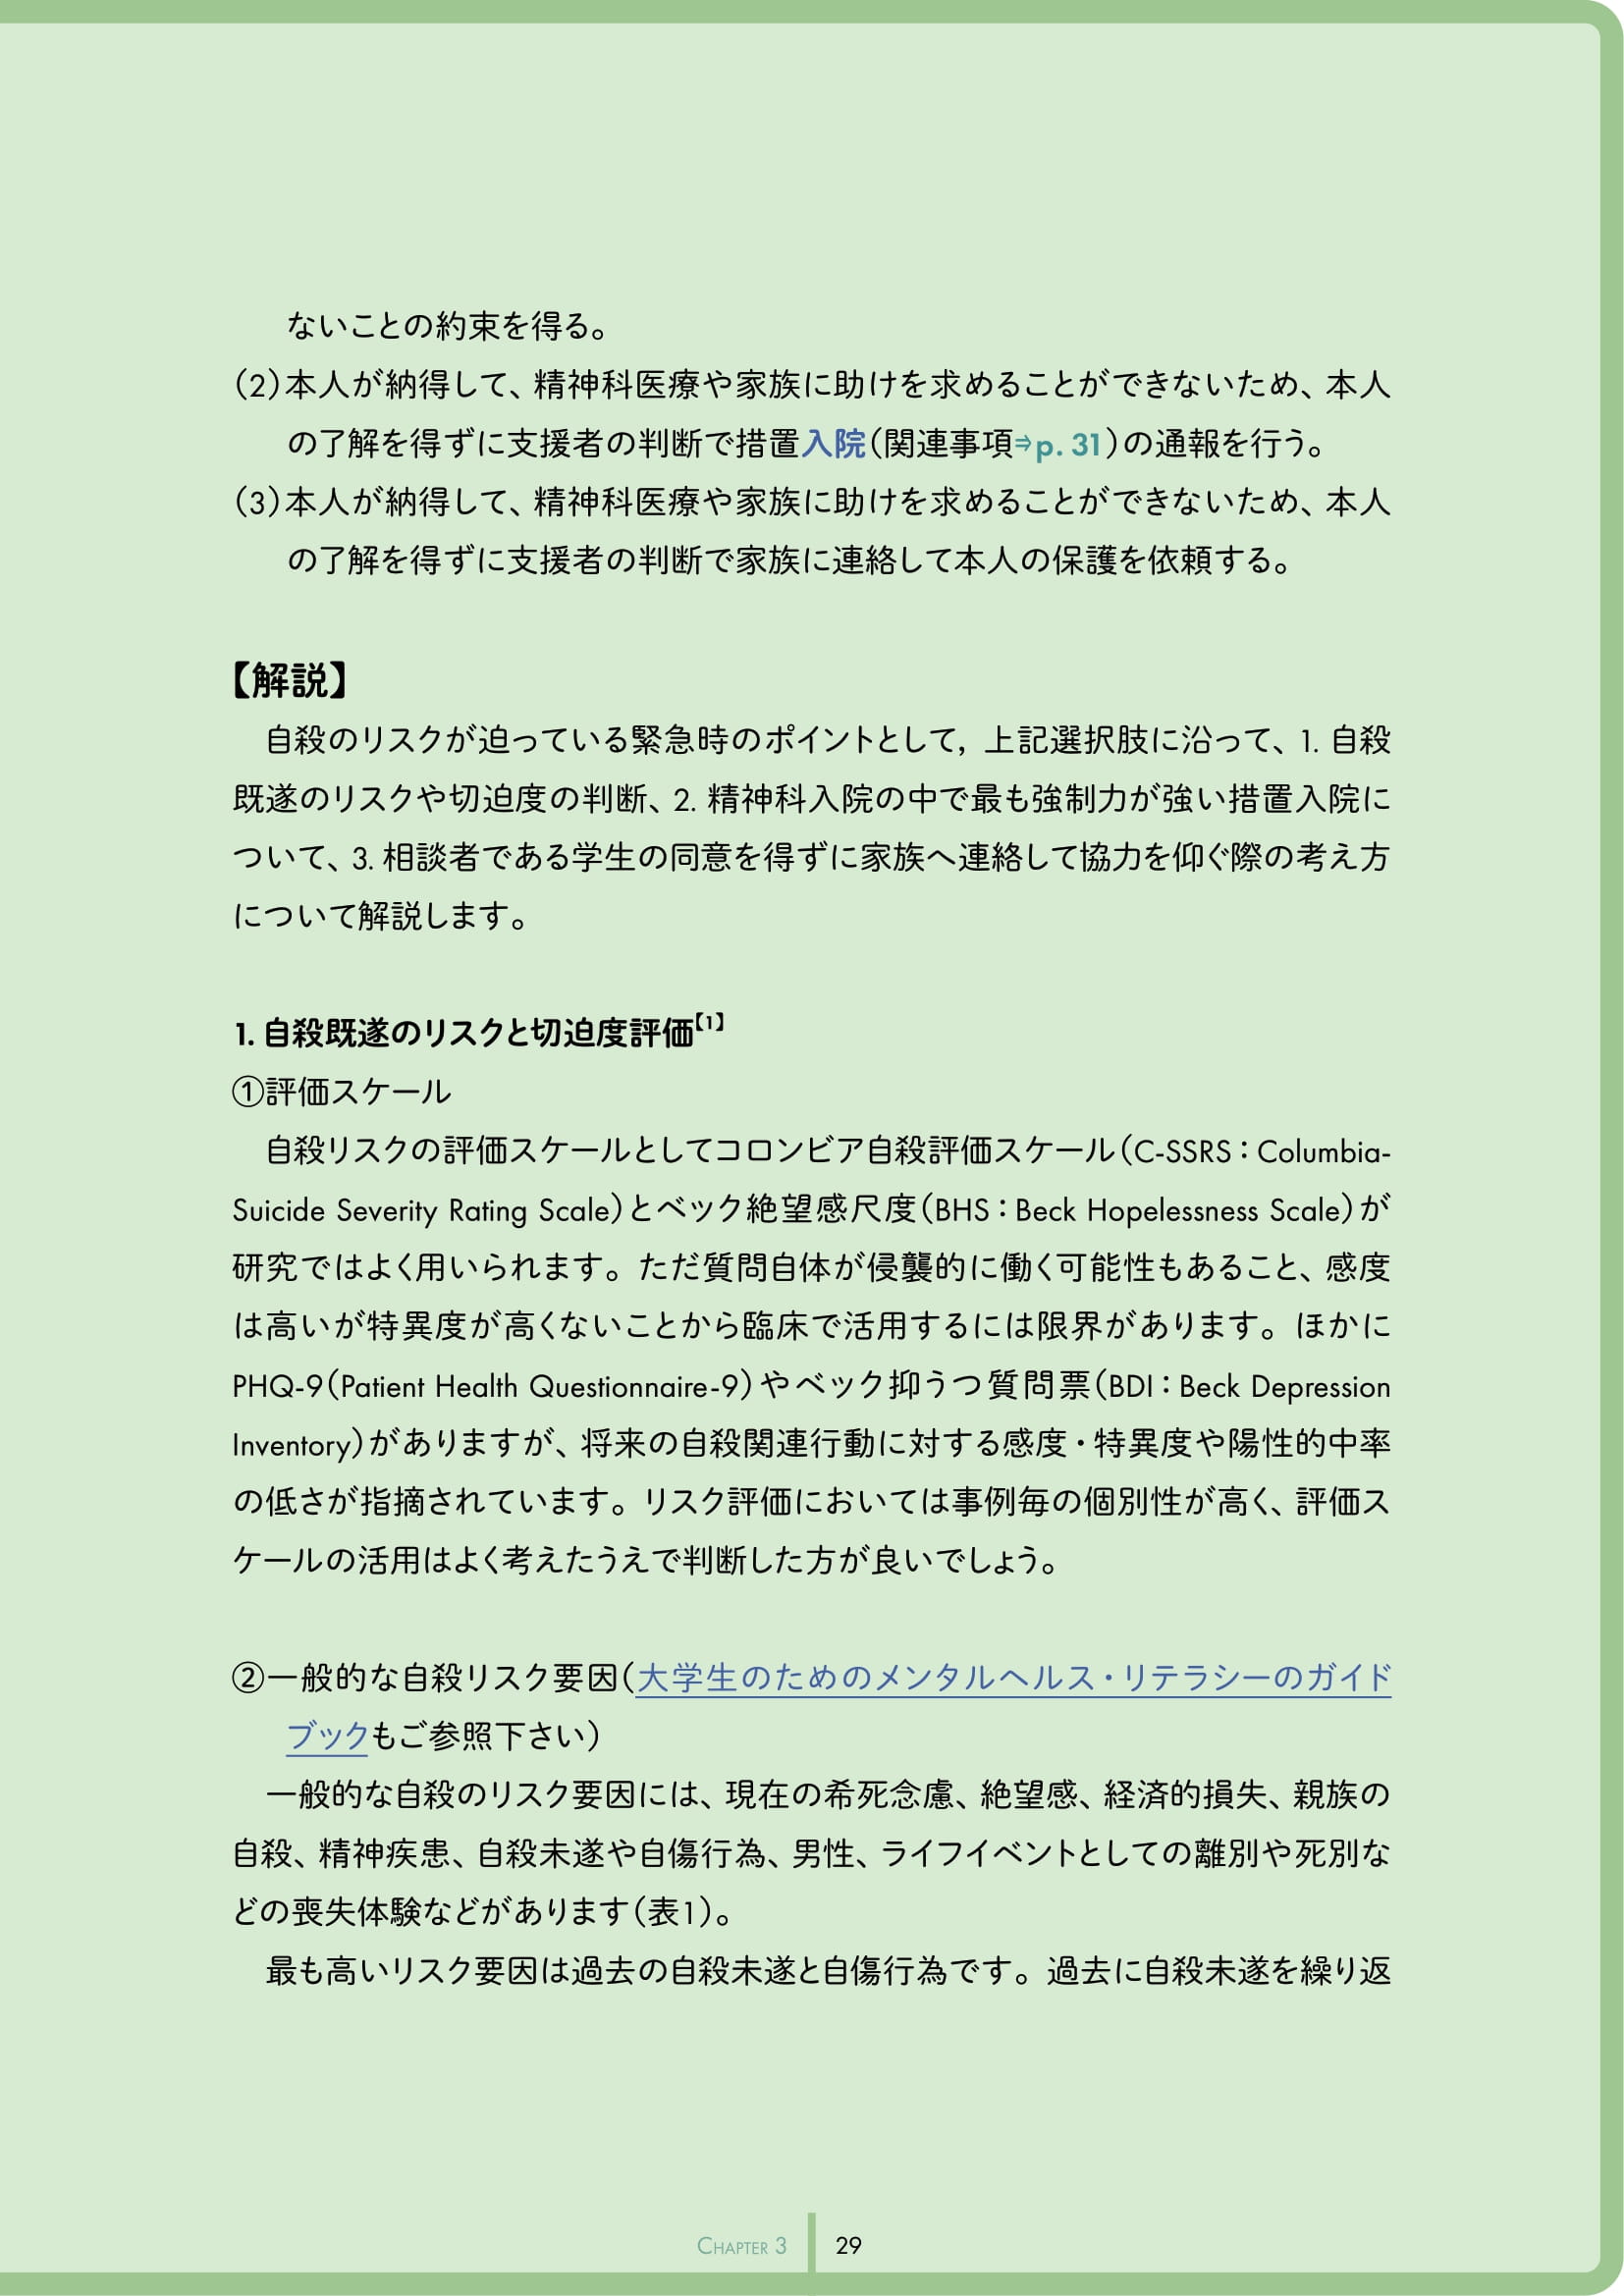 ないことの約束を得る。
(2)本人が納得して、精神科医療や家族に助けを求めることができないため、本人
の了解を得ずに支援者の判断で措置入院(関連事項⇒p. 31)の通報を行う。
(3)本人が納得して、精神科医療や家族に助けを求めることができないため、本人
の了解を得ずに支援者の判断で家族に連絡して本人の保護を依頼する。
【解説】
自殺のリスクが迫っている緊急時のポイントとして，上記選択肢に沿って、1. 自殺
既遂のリスクや切迫度の判断、2. 精神科入院の中で最も強制力が強い措置入院に
ついて、3. 相談者である学生の同意を得ずに家族へ連絡して協力を仰ぐ際の考え方
について解説します。
1. 自殺既遂のリスクと切迫度評価【1】
①評価スケール
自殺リスクの評価スケールとしてコロンビア自殺評価スケール(C-SSRS：Columbia-
Suicide Severity Rating Scale)とベック絶望感尺度(BHS：Beck Hopelessness Scale)が
研究ではよく用いられます。ただ質問自体が侵襲的に働く可能性もあること、感度
は高いが特異度が高くないことから臨床で活用するには限界があります。ほかに
PHQ-9(Patient Health Questionnaire-9)やベック抑うつ質問票(BDI：Beck Depression
Inventory)がありますが、将来の自殺関連行動に対する感度・特異度や陽性的中率
の低さが指摘されています。リスク評価においては事例毎の個別性が高く、評価ス
ケールの活用はよく考えたうえで判断した方が良いでしょう。
②一般的な自殺リスク要因(大学生のためのメンタルヘルス・リテラシーのガイド
ブックもご参照下さい)
一般的な自殺のリスク要因には、現在の希死念慮、絶望感、経済的損失、親族の
自殺、精神疾患、自殺未遂や自傷行為、男性、ライフイベントとしての離別や死別な
どの喪失体験などがあります(表1)。
最も高いリスク要因は過去の自殺未遂と自傷行為です。過去に自殺未遂を繰り返
CHAPTER 3 29